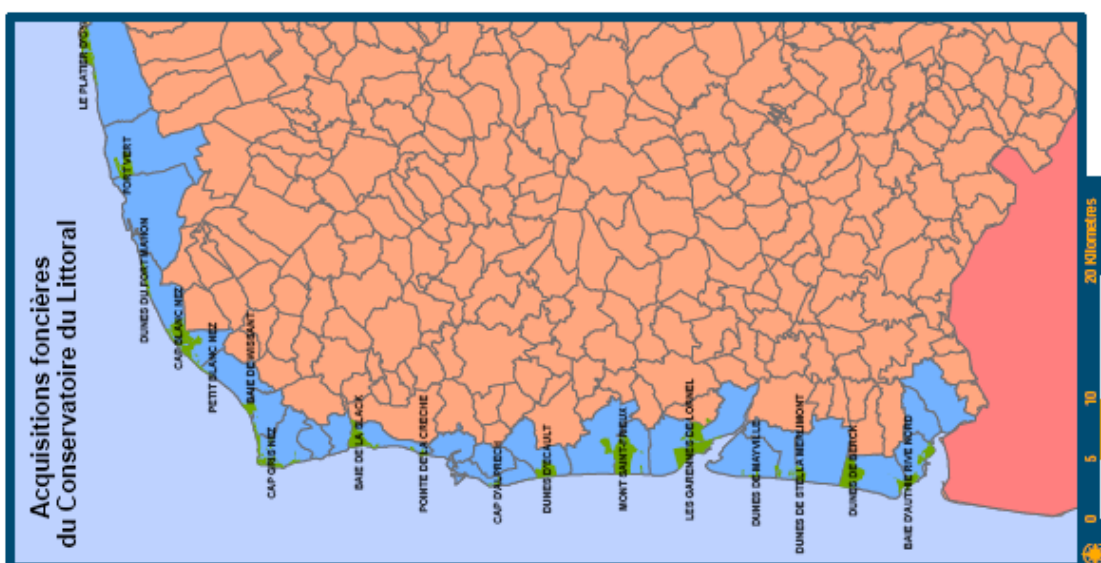 Acquisitions foncières
du Conservatoire du Littoral
LE PLATIER D'O
FORT VERT
DUNES DU FORT MAHON
CAP BLANC NEZ
PETIT BLANC NEZ
BAIE DE WISSANT
CAP GRIS NEZ
BAIE DE LA SLACK
POINTE DE LA CRECHE
CAP D'ALPRECH
DUNES D'ECAULT
MONT SAINT-FRIEUX
LES GARENNES DE LORNEL
DUNES DE MAYVILLE
DUNES DE STELLA MERLIMONT
DUNES DE BERCK
BAIE D'AUTHIE RIVE NORD
0 5 10 20 Kilomètres